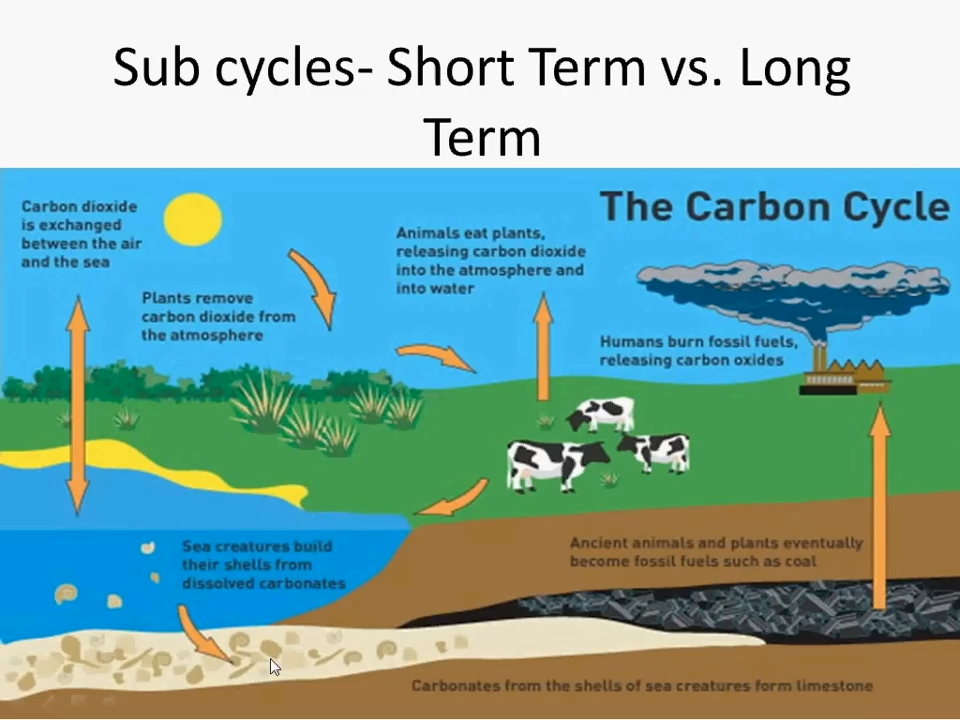 Sub cycles- Short Term vs. Long
Term
The Carbon Cycle
Carbon dioxide
is exchanged
between the air
and the sea
Plants remove
carbon dioxide from
the atmosphere
Animals eat plants,
releasing carbon dioxide
into the atmosphere and
into water
Humans burn fossil fuels,
releasing carbon oxides
Sea creatures build
their shells from
dissolved carbonates
Ancient animals and plants eventually
become fossil fuels such as coal
Carbonates from the shells of sea creatures form limestone